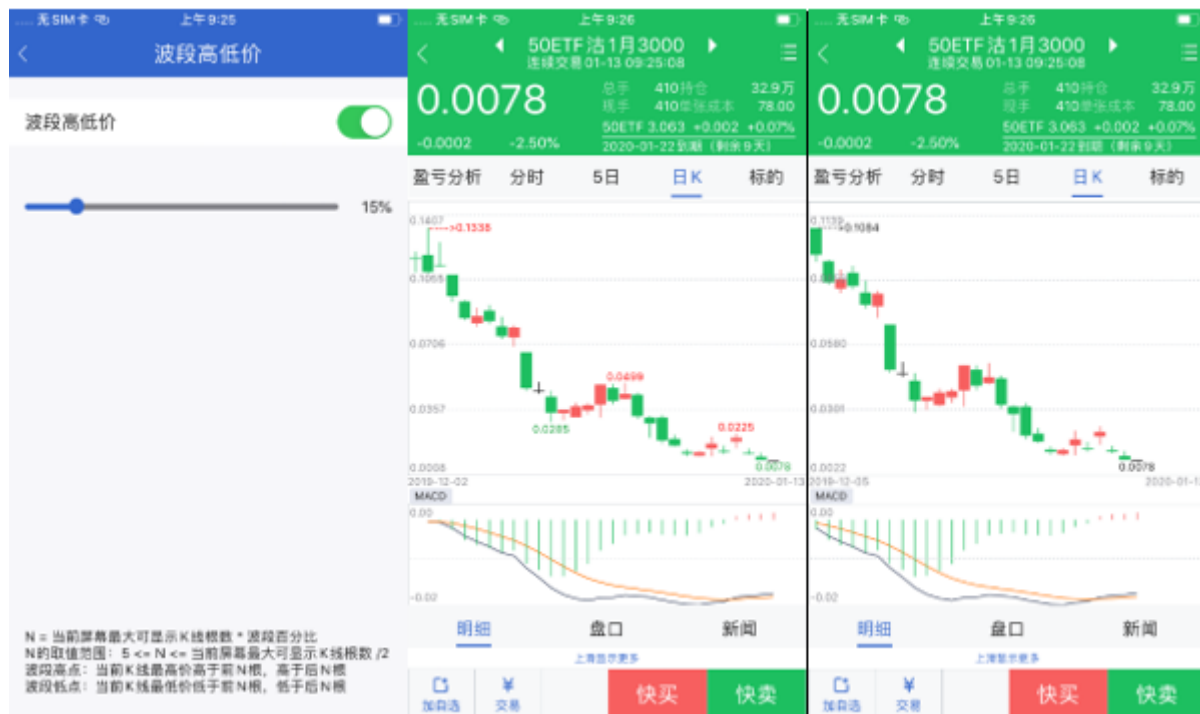 无SIM卡
上午9:25
波段高低价
波段高低价
15%
N = 当前屏幕最大可显示K线根数 * 波段百分比
N的取值范围：5 <= N <= 当前屏幕最大可显示K线根数 /2
波段高点：当前K线最高价高于前N根，高于后N根
波段低点：当前K线最低价低于前N根，低于后N根
无SIM卡
上午9:26
50ETF沽1月3000
连续交易 01-13 09:25:08
0.0078
总手 410 持仓 32.9万
现手 410 单张成本 78.00
50ETF 3.063 +0.002 +0.07%
-0.0002 -2.50%
2020-01-22到期（剩余9天）
盈亏分析 分时 5日 日K 标的
0.1407
-->0.1338
0.1055
0.0706
0.0499
0.0357
0.0285
0.0225
0.0078
0.0008
2019-12-02 2020-01-13
MACD
0.00
-0.02
明细 盘口 新闻
上滑显示更多
加自选 交易 快买 快卖
无SIM卡
上午9:26
50ETF沽1月3000
连续交易 01-13 09:25:08
0.0078
总手 410 持仓 32.9万
现手 410 单张成本 78.00
50ETF 3.063 +0.002 +0.07%
-0.0002 -2.50%
2020-01-22到期（剩余9天）
盈亏分析 分时 5日 日K 标的
0.1139
0.1084
0.0580
0.0301
0.0078
0.0022
2019-12-05 2020-01-1
MACD
0.00
-0.02
明细 盘口 新闻
上滑显示更多
加自选 交易 快买 快卖